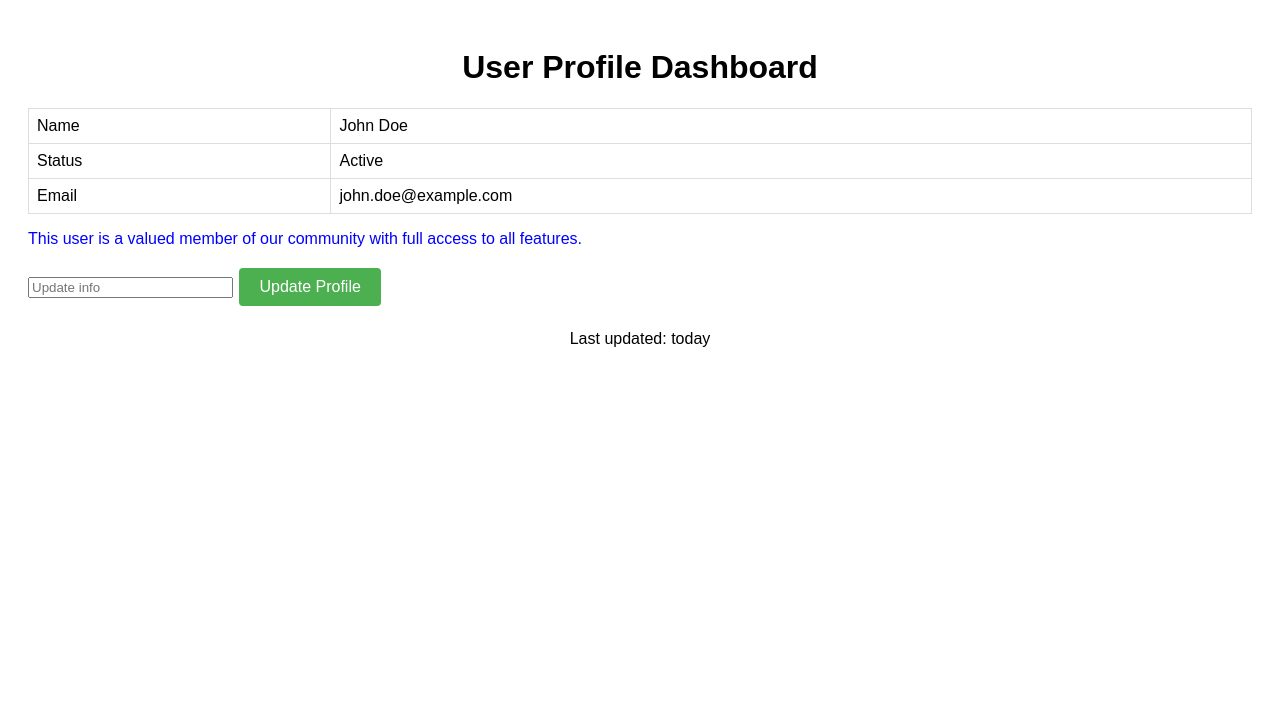 User Profile Dashboard
Name John Doe
Status Active
Email john.doe@example.com
This user is a valued member of our community with full access to all features.
Update info Update Profile
Last updated: today